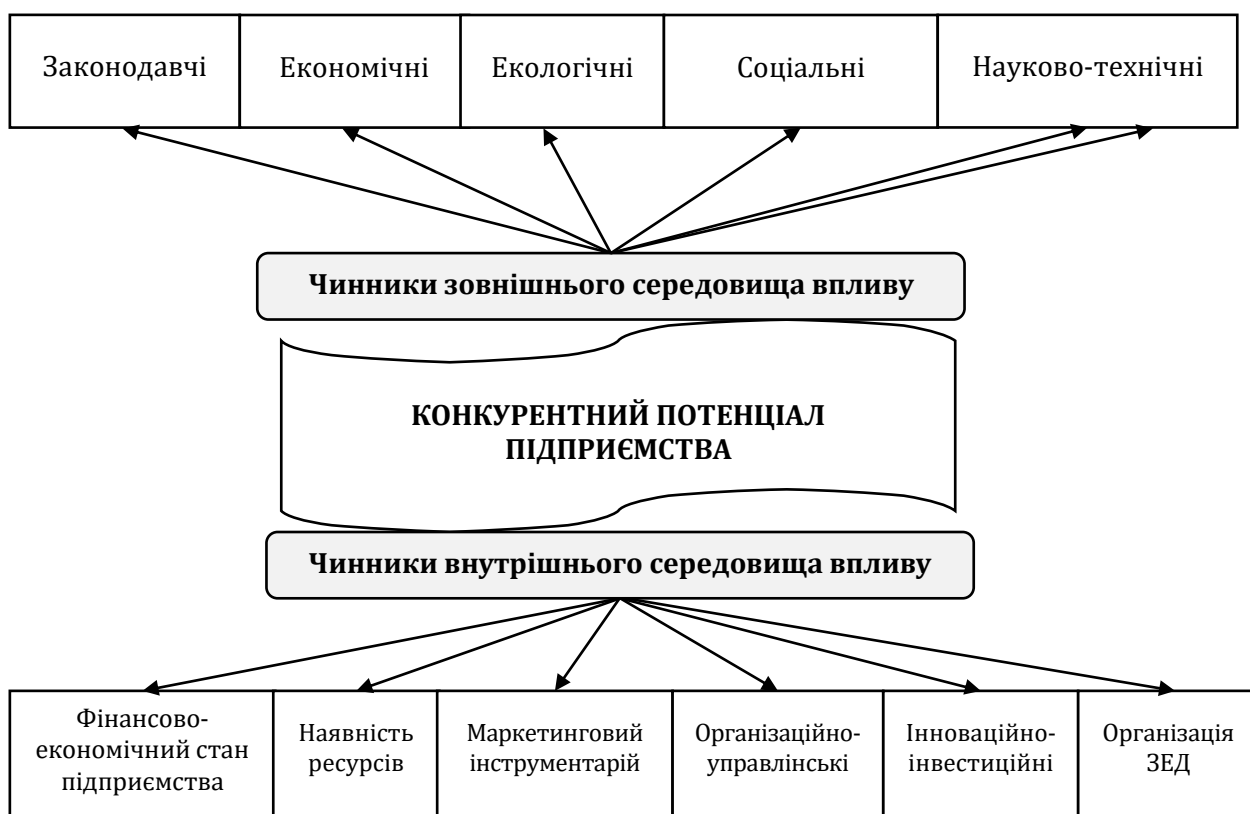 Законодавчі
Економічні
Екологічні
Соціальні
Науково-технічні
Чинники зовнішнього середовища впливу
КОНКУРЕНТНИЙ ПОТЕНЦІАЛ
ПІДПРИЄМСТВА
Чинники внутрішнього середовища впливу
Фінансово-
економічний стан
підприємства
Наявність
ресурсів
Маркетинговий
інструментарій
Організаційно-
управлінські
Інноваційно-
інвестиційні
Організація
ЗЕД